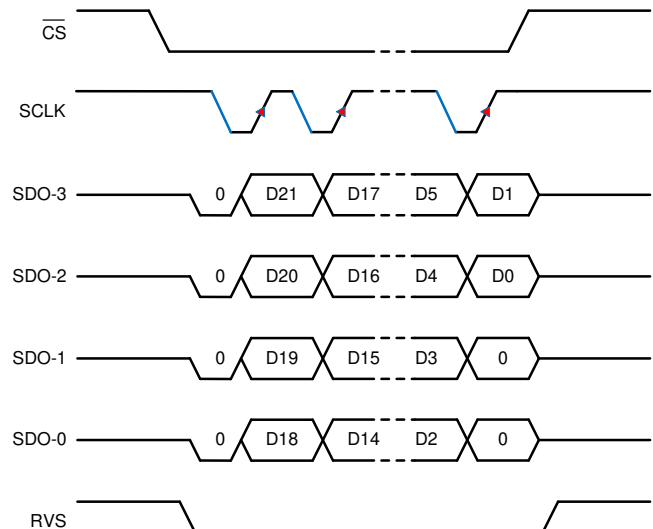 CS
SCLK
SDO-3 0 D21 D17 D5 D1
SDO-2 0 D20 D16 D4 D0
SDO-1 0 D19 D15 D3 0
SDO-0 0 D18 D14 D2 0
RVS